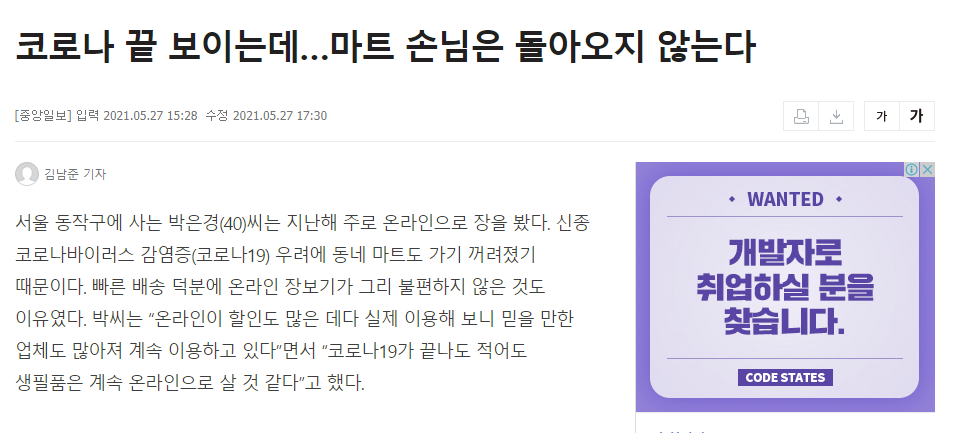 코로나 끝 보이는데…마트 손님은 돌아오지 않는다
[중앙일보] 입력 2021.05.27 15:28 수정 2021.05.27 17:30
가 가
김남준 기자
서울 동작구에 사는 박은경(40)씨는 지난해 주로 온라인으로 장을 봤다. 신종
코로나바이러스 감염증(코로나19) 우려에 동네 마트도 가기 꺼려졌기
때문이다. 빠른 배송 덕분에 온라인 장보기가 그리 불편하지 않은 것도
이유였다. 박씨는 “온라인이 할인도 많은 데다 실제 이용해 보니 믿을 만한
업체도 많아져 계속 이용하고 있다”면서 “코로나19가 끝나도 적어도
생필품은 계속 온라인으로 살 것 같다”고 했다.
WANTED
개발자로
취업하실 분을
찾습니다.
CODE STATES